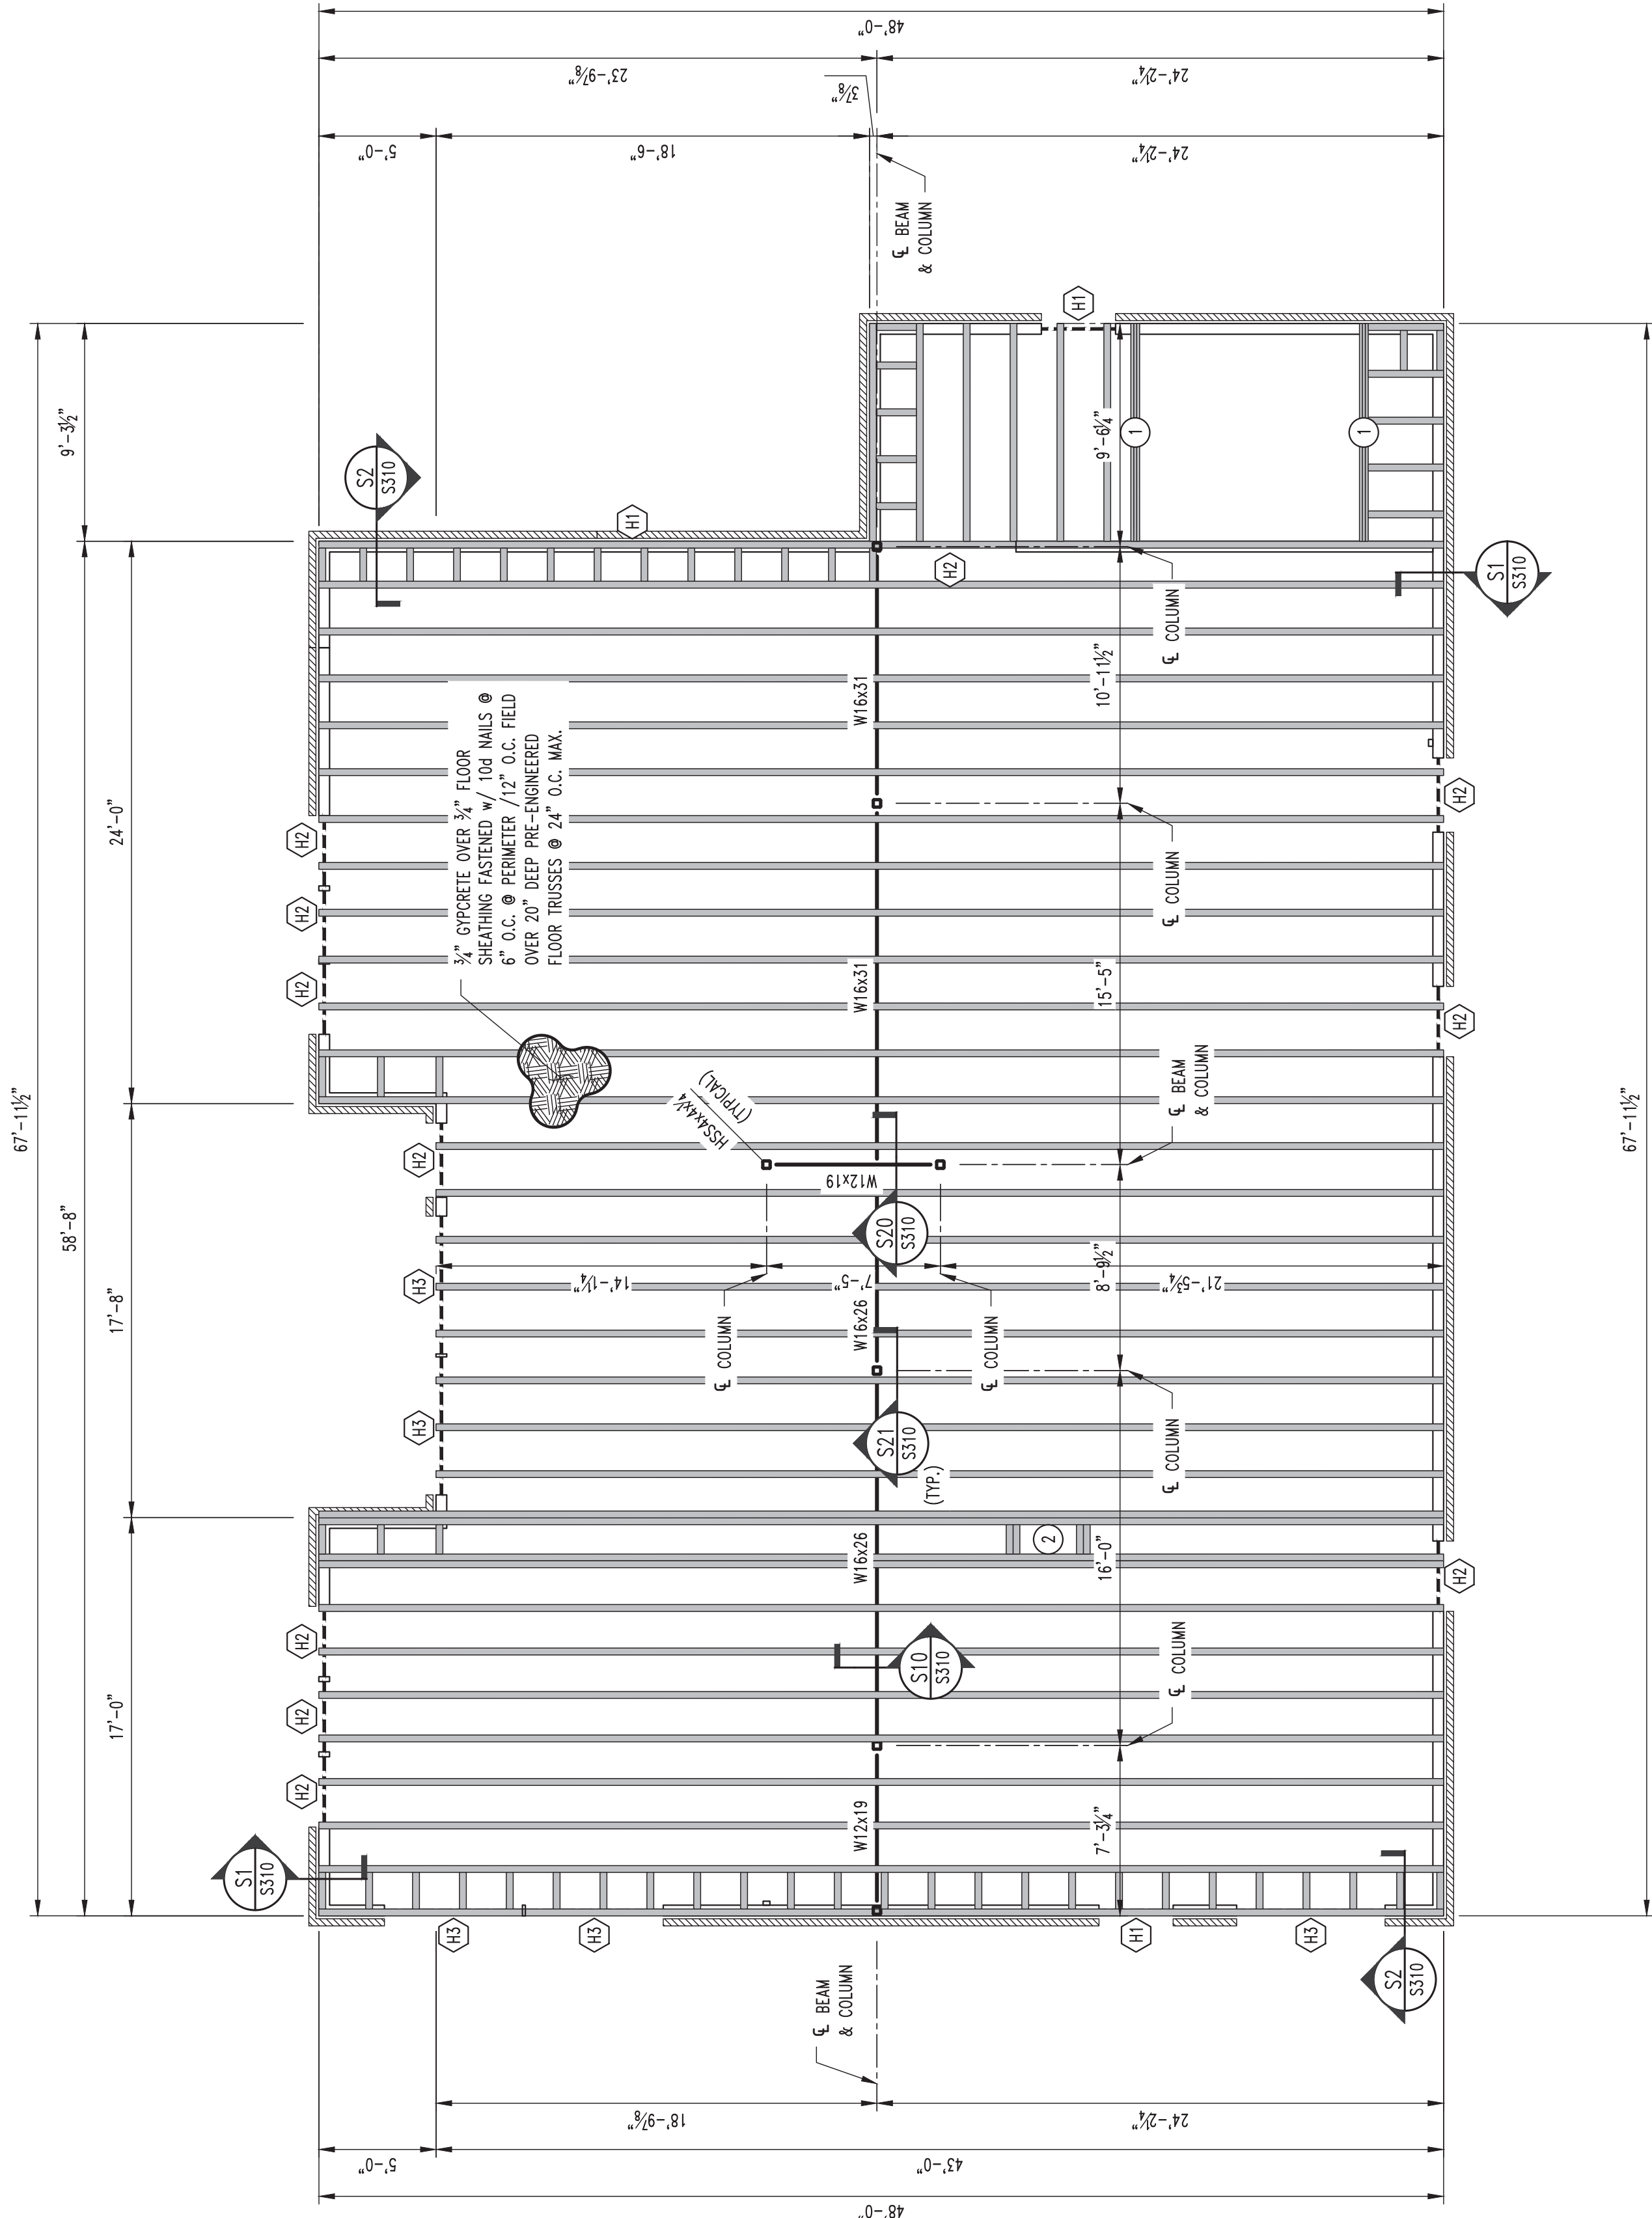 67'-11½"
58'-8"
9'-3½"
17'-0"
17'-8"
24'-0"
S1
S310
S2
S310
H2
H2
H2
H3
H3
H2
H2
H2
H2
H1
¾" GYPCRETE OVER ¾" FLOOR
SHEATHING FASTENED w/ 10d NAILS @
6" O.C. @ PERIMETER /12" O.C. FIELD
OVER 20" DEEP PRE-ENGINEERED
FLOOR TRUSSES @ 24" O.C. MAX.
HSS4x4x¼
(TYPICAL)
48'-0"
5'-0"
43'-0"
18'-9⅞"
24'-2¼"
H3
H3
H1
H3
℄ BEAM
& COLUMN
W12x19
W16x26
W16x26
W12x19
W16x31
W16x31
14'-1¼"
7'-5"
21'-5¾"
℄ COLUMN
℄ COLUMN
S10
S310
S21
S310
(TYP.)
S20
S310
2
H2
1
1
H1
7'-3¼"
16'-0"
8'-9½"
15'-5"
10'-11½"
9'-6¼"
℄ COLUMN
℄ COLUMN
℄ BEAM
& COLUMN
℄ COLUMN
℄ COLUMN
℄ BEAM
& COLUMN
5'-0"
18'-6"
3⅞"
24'-2¼"
23'-9⅞"
24'-2¼"
48'-0"
S2
S310
H2
H2
H2
S1
S310
67'-11½"